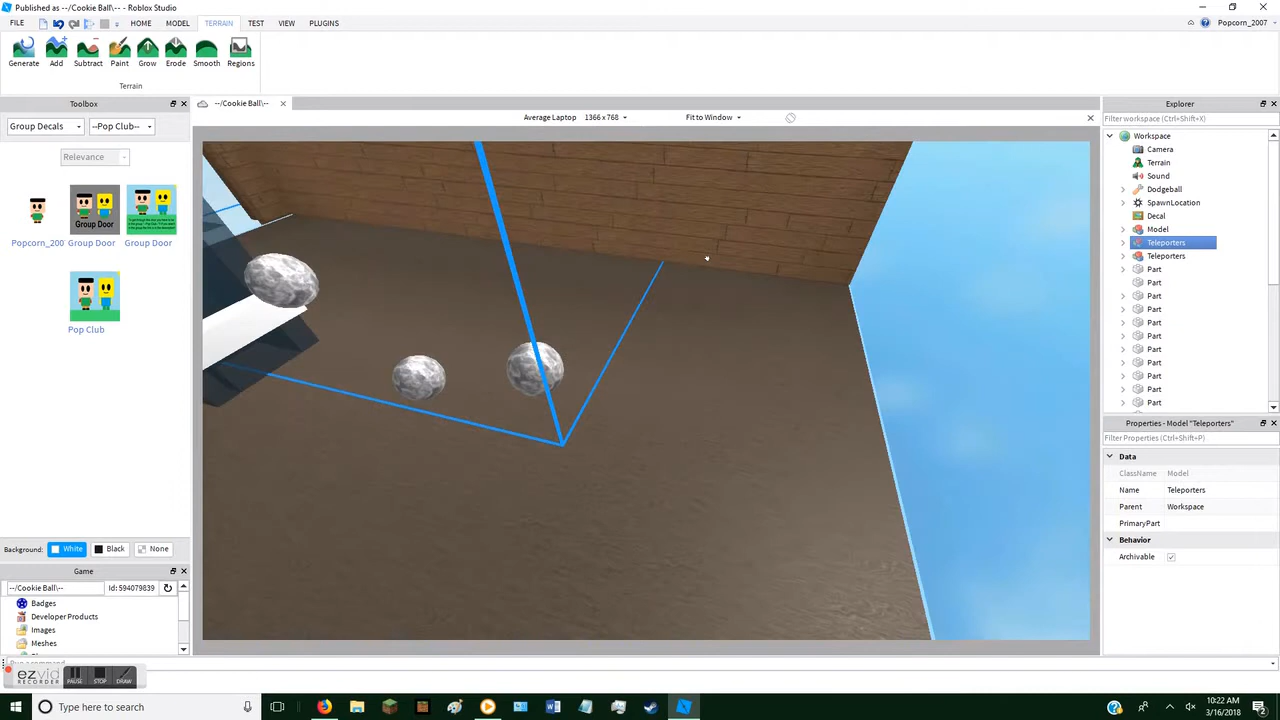 Published as --/Cookie Ball\-- - Roblox Studio
FILE HOME MODEL TERRAIN TEST VIEW PLUGINS Popcorn_2007
Generate Add Subtract Paint Grow Erode Smooth Regions
Terrain
Toolbox
Group Decals --Pop Club--
Relevance
Group Door
Popcorn_200 Group Door Group Door
Pop Club
Background: White Black None
Game
--/Cookie Ball\-- Id: 594079839
Badges
Developer Products
Images
Meshes
--/Cookie Ball\--
Average Laptop 1366 x 768 Fit to Window
Explorer
Filter workspace (Ctrl+Shift+X)
Workspace
Camera
Terrain
Sound
Dodgeball
SpawnLocation
Decal
Model
Teleporters
Teleporters
Part
Part
Part
Part
Part
Part
Part
Part
Part
Part
Part
Properties - Model "Teleporters"
Filter Properties (Ctrl+Shift+P)
Data
ClassName Model
Name Teleporters
Parent Workspace
PrimaryPart
Behavior
Archivable
ezvid
RECORDER
PAUSE STOP DRAW
Type here to search
10:22 AM
3/16/2018
2